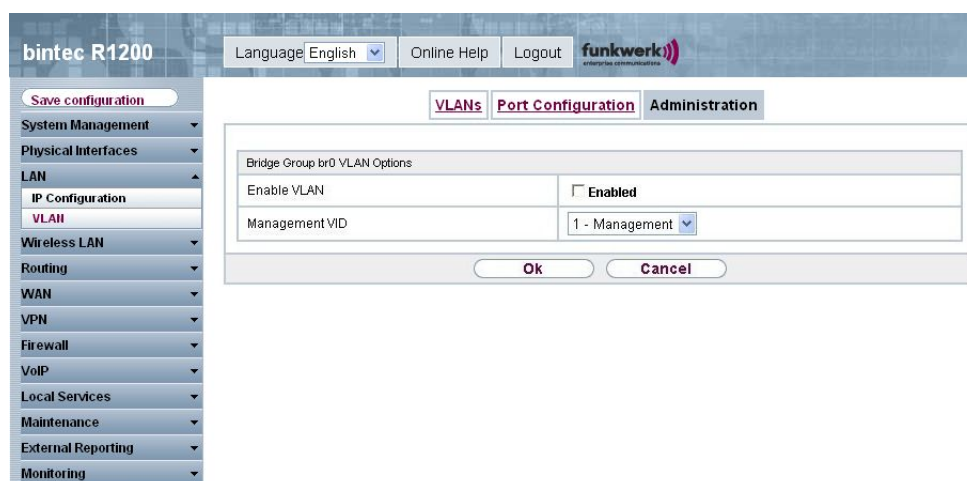 bintec R1200
Language English Online Help Logout funkwerk
enterprise communications
Save configuration
System Management
Physical Interfaces
LAN
IP Configuration
VLAN
Wireless LAN
Routing
WAN
VPN
Firewall
VoIP
Local Services
Maintenance
External Reporting
Monitoring
VLANs Port Configuration Administration
Bridge Group br0 VLAN Options
Enable VLAN Enabled
Management VID 1 - Management
Ok Cancel